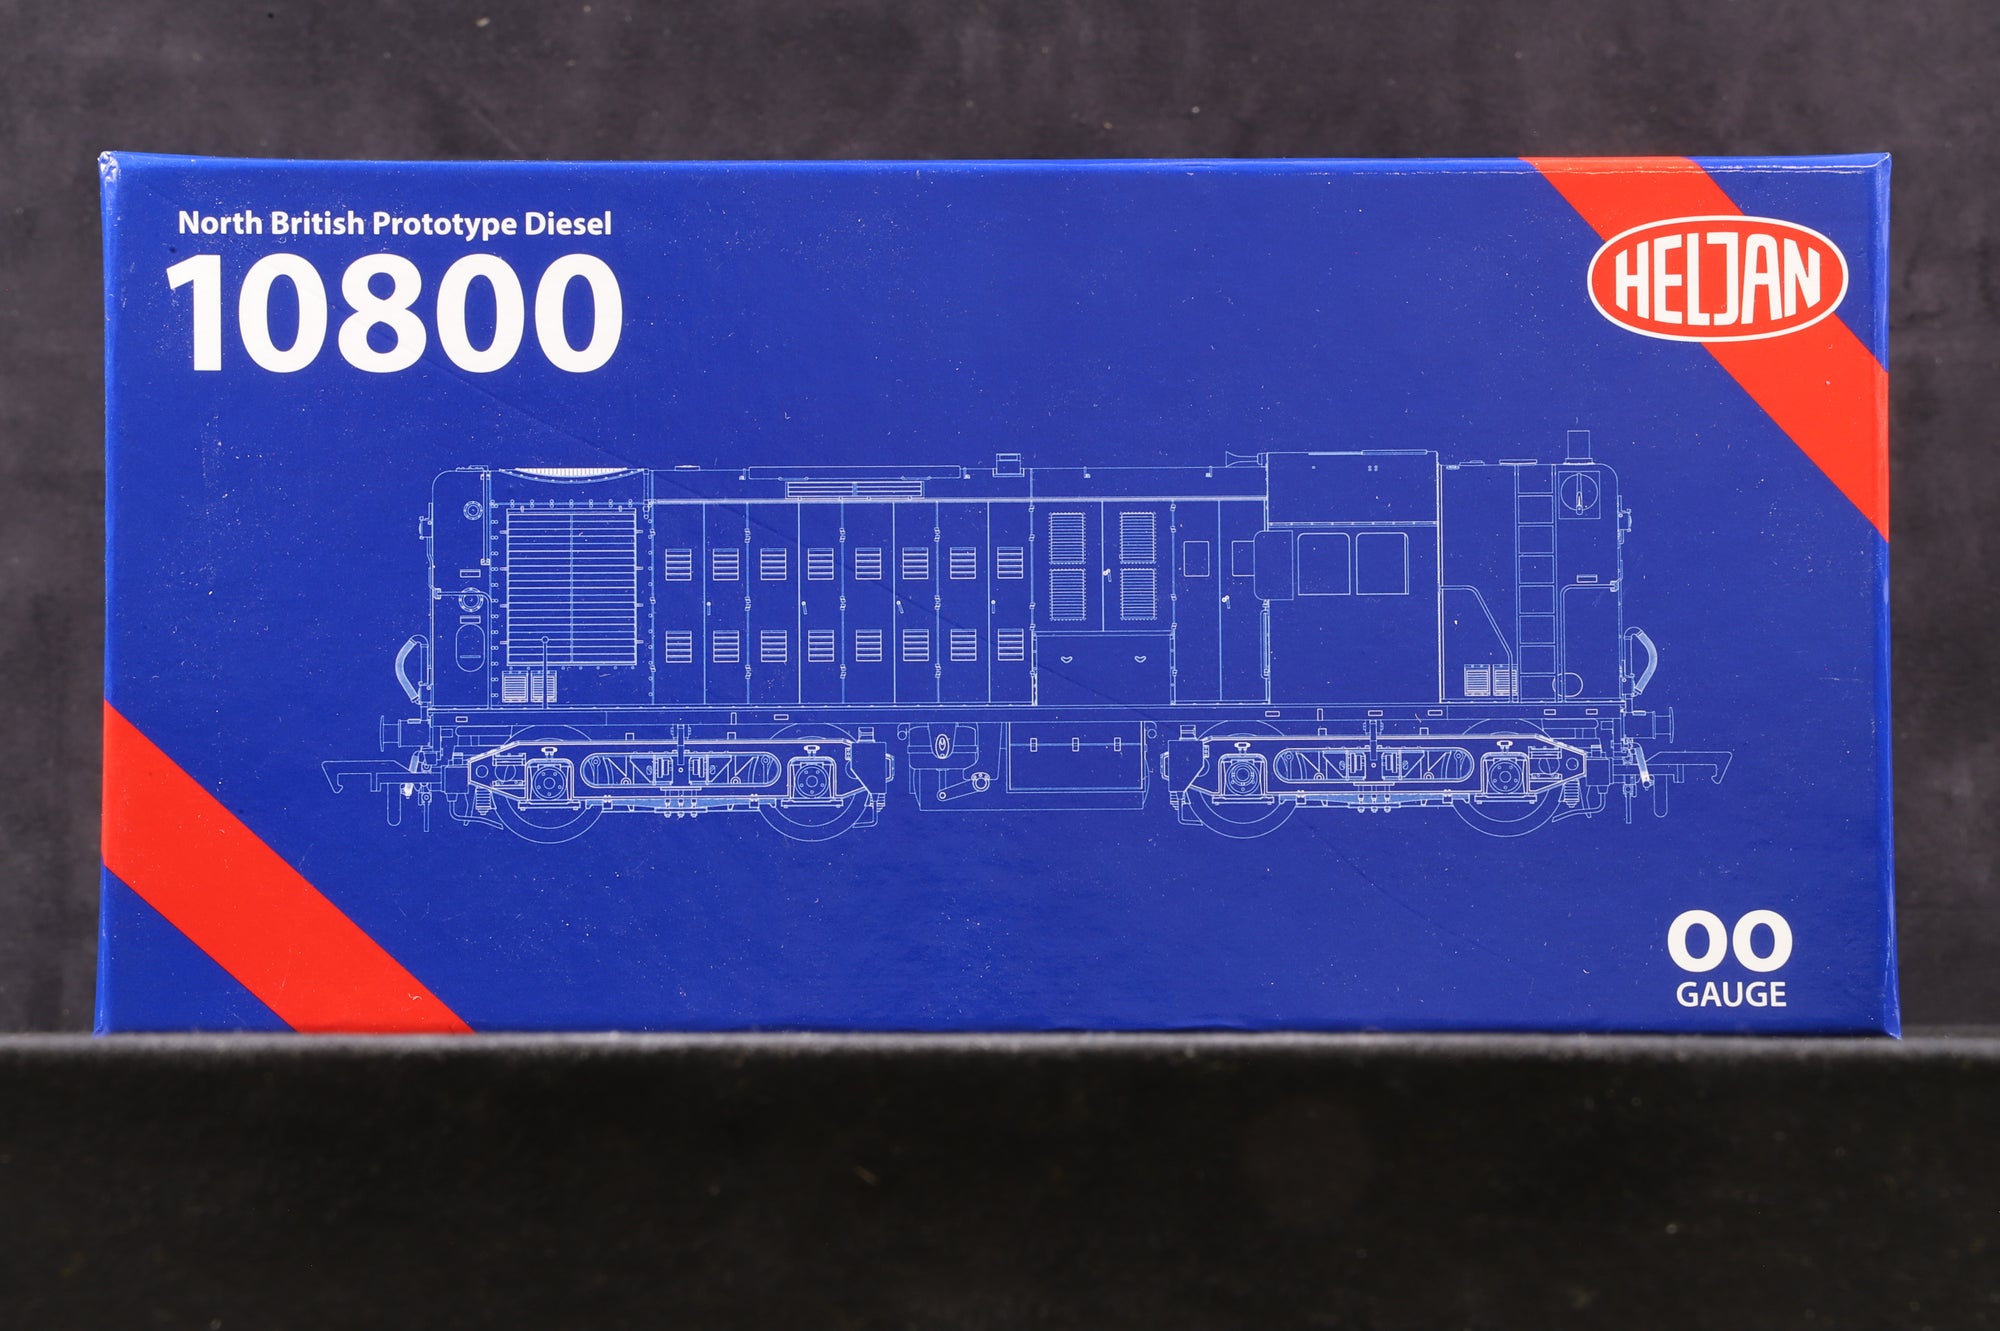 North British Prototype Diesel
10800
HELJAN
OO
GAUGE